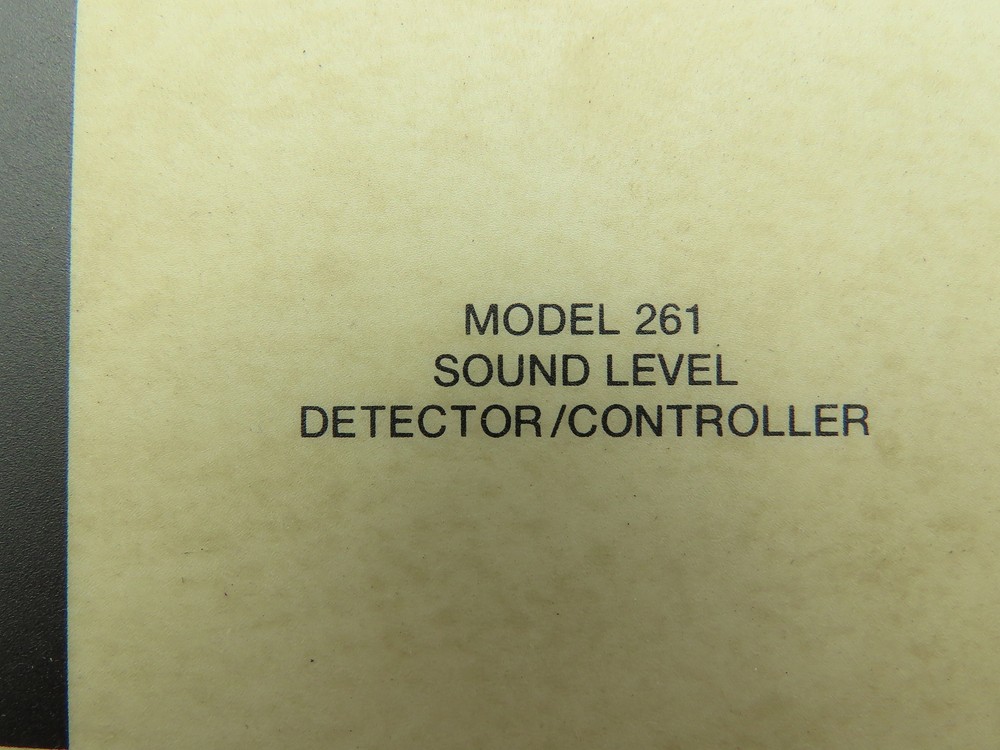 MODEL 261
SOUND LEVEL
DETECTOR/CONTROLLER